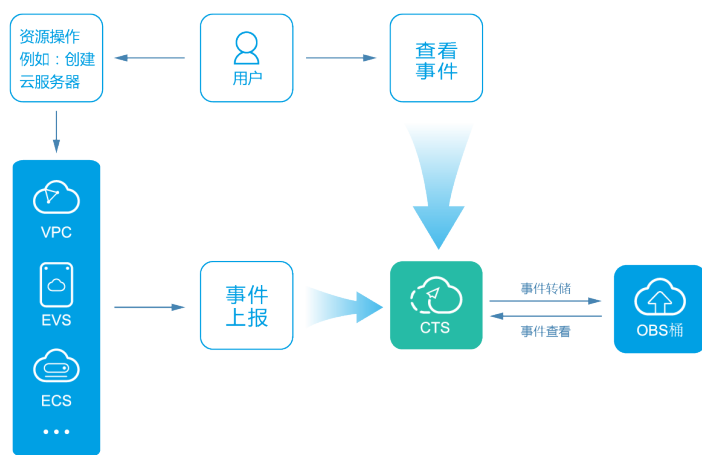 资源操作
例如：创建
云服务器
用户
查看
事件
VPC
EVS
ECS
事件
上报
CTS
事件转储
事件查看
OBS桶